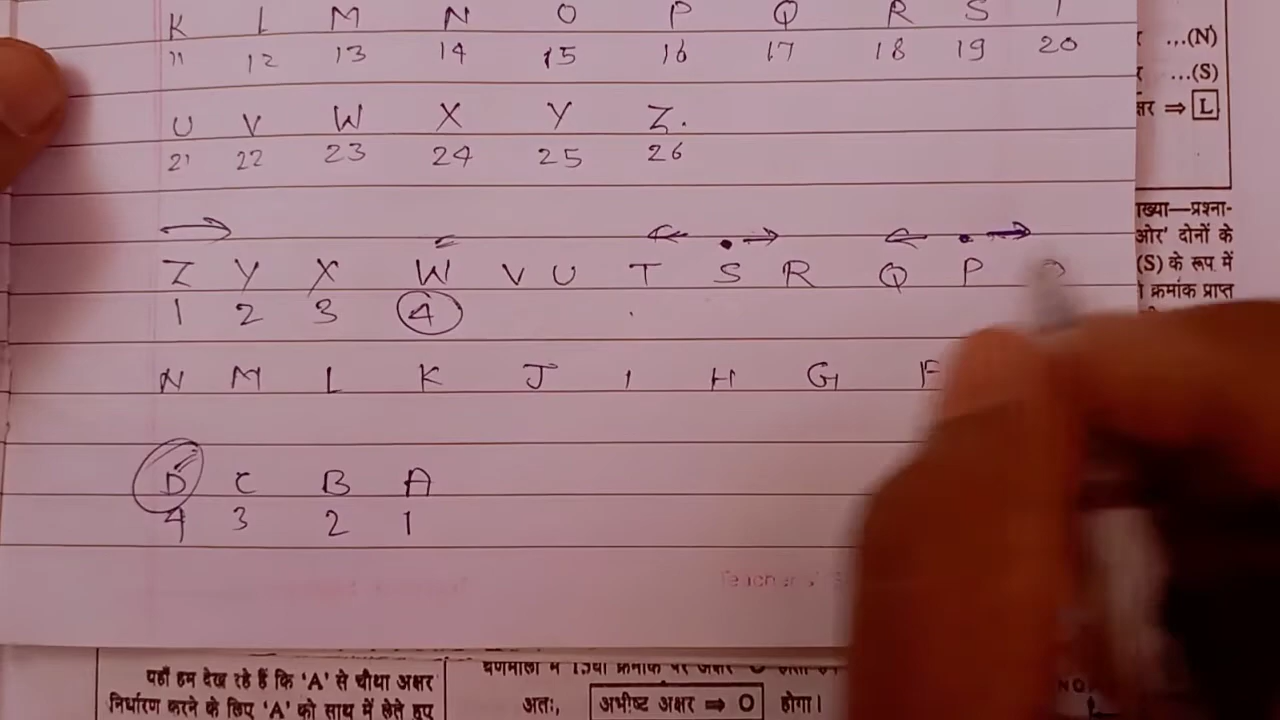 K L M N O P Q R S T
11 12 13 14 15 16 17 18 19 20
...(N)
...(S)
⇒ L
U V W X Y Z.
21 22 23 24 25 26
ओर' दोनों के
(S) के रूप में
क्रमांक प्राप्त
Z Y X W V U T S R Q P
1 2 3 4
N M L K J I H G F
D C B A
4 3 2 1
यहाँ हम देख रहे हैं कि 'A' से चौथा अक्षर
निर्धारण करने के लिए 'A' को साथ में लेते हुए
अतः, अभीष्ट अक्षर ⇒ O होगा।